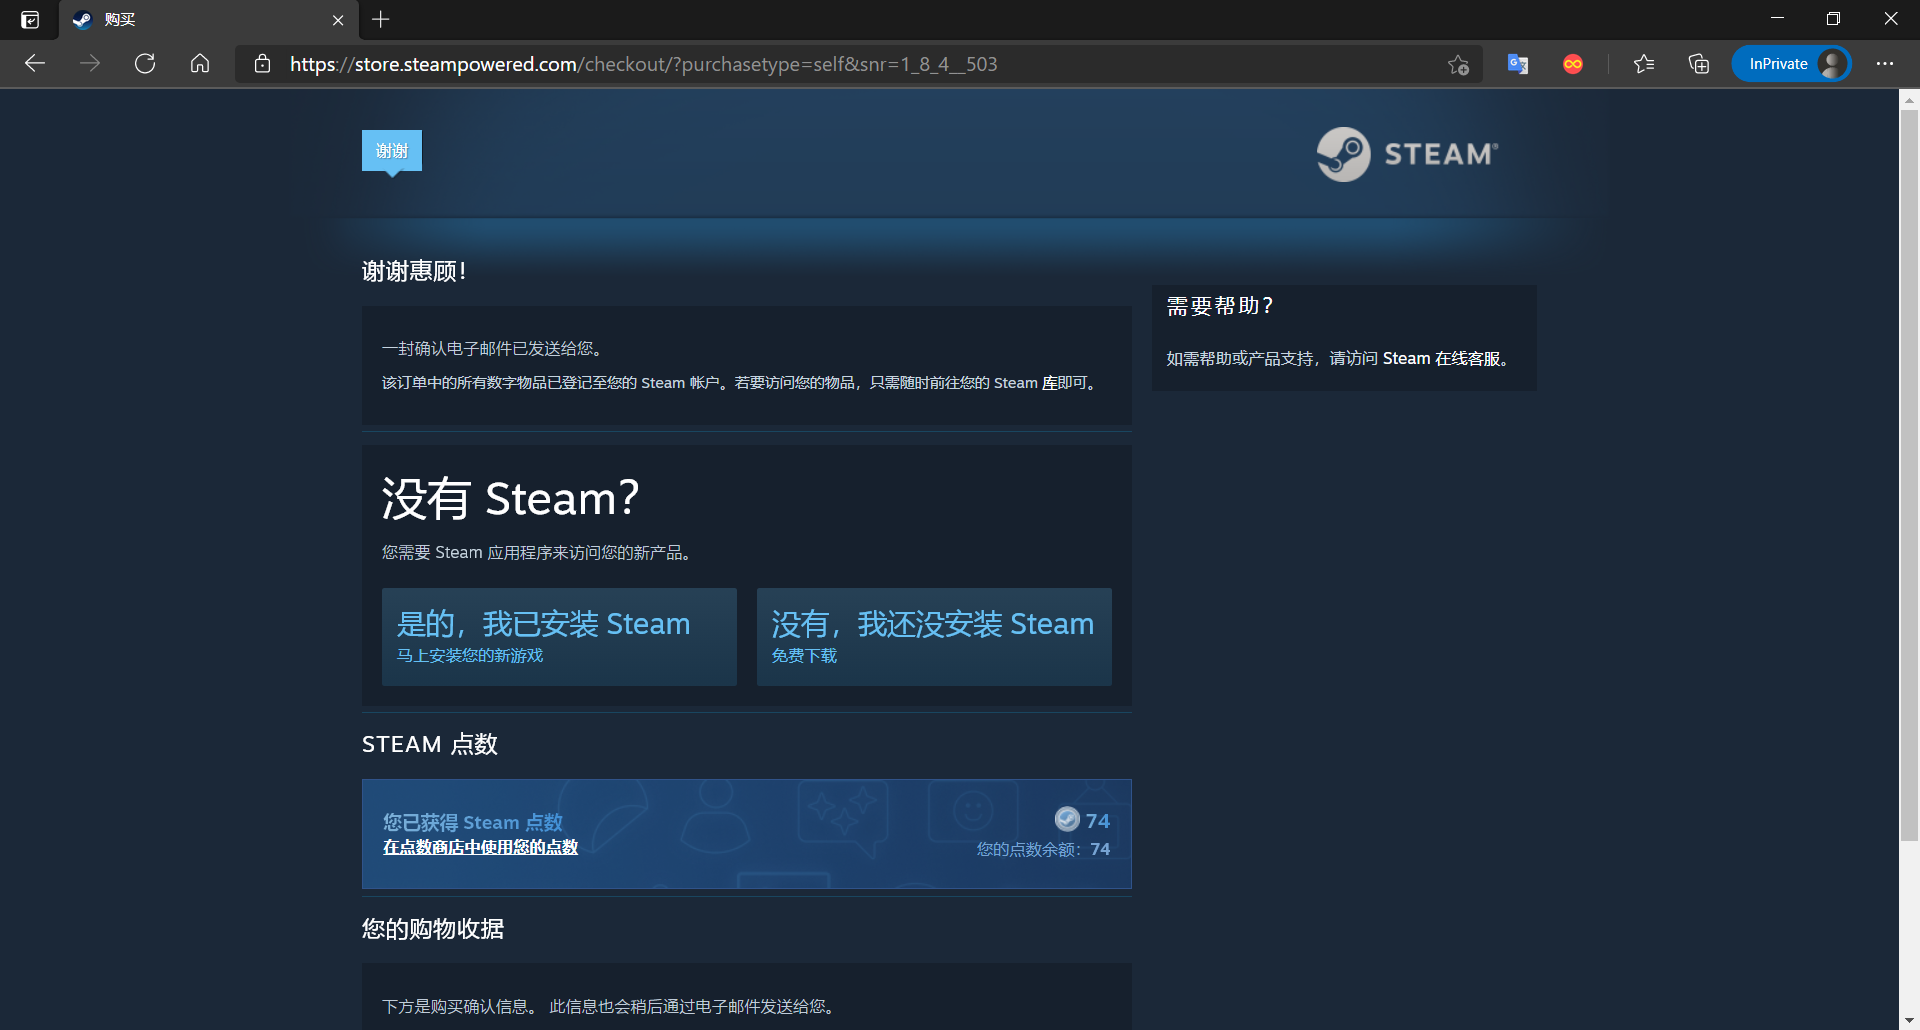 购买
https://store.steampowered.com/checkout/?purchasetype=self&snr=1_8_4__503
InPrivate
谢谢
STEAM®
谢谢惠顾！
一封确认电子邮件已发送给您。
该订单中的所有数字物品已登记至您的 Steam 帐户。若要访问您的物品，只需随时前往您的 Steam 库即可。
需要帮助？
如需帮助或产品支持，请访问 Steam 在线客服。
没有 Steam？
您需要 Steam 应用程序来访问您的新产品。
是的，我已安装 Steam
马上安装您的新游戏
没有，我还没安装 Steam
免费下载
STEAM 点数
您已获得 Steam 点数
74
在点数商店中使用您的点数
您的点数余额：74
您的购物收据
下方是购买确认信息。 此信息也会稍后通过电子邮件发送给您。